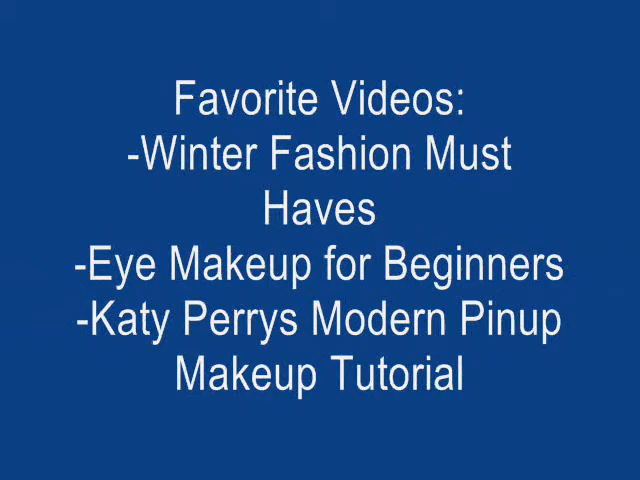 Favorite Videos:
-Winter Fashion Must
Haves
-Eye Makeup for Beginners
-Katy Perrys Modern Pinup
Makeup Tutorial